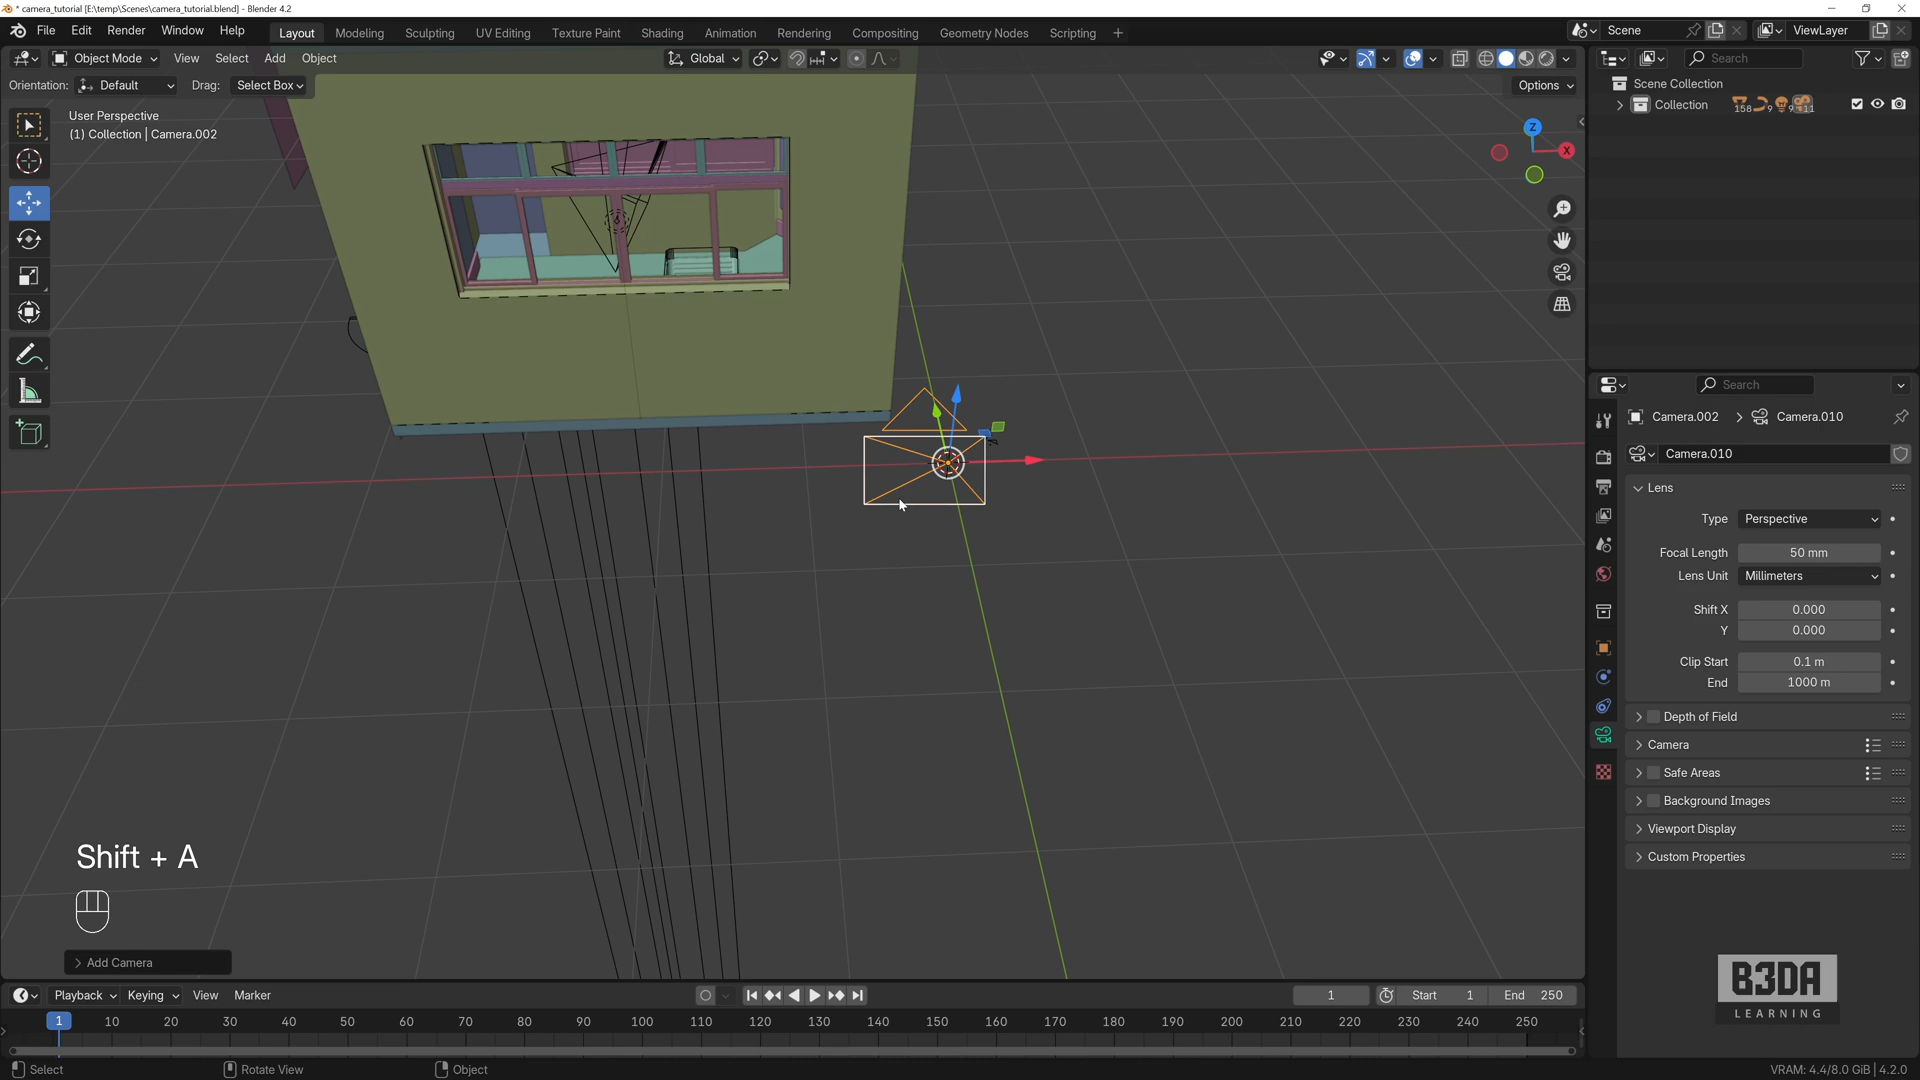 * camera_tutorial [E:\temp\Scenes\camera_tutorial.blend] - Blender 4.2
File Edit Render Window Help Layout Modeling Sculpting UV Editing Texture Paint Shading Animation Rendering Compositing Geometry Nodes Scripting + Scene ViewLayer
Object Mode View Select Add Object Global
Orientation: Default Drag: Select Box Options
User Perspective
(1) Collection | Camera.002
Z
X
Search
Scene Collection
Collection 158 9 9 11
Search
Camera.002 > Camera.010
Camera.010
Lens
Type Perspective
Focal Length 50 mm
Lens Unit Millimeters
Shift X 0.000
Y 0.000
Clip Start 0.1 m
End 1000 m
Depth of Field
Camera
Safe Areas
Background Images
Viewport Display
Custom Properties
Shift + A
Add Camera
B3DA
LEARNING
Playback Keying View Marker 1 Start 1 End 250
1 10 20 30 40 50 60 70 80 90 100 110 120 130 140 150 160 170 180 190 200 210 220 230 240 250
Select Rotate View Object VRAM: 4.4/8.0 GiB | 4.2.0